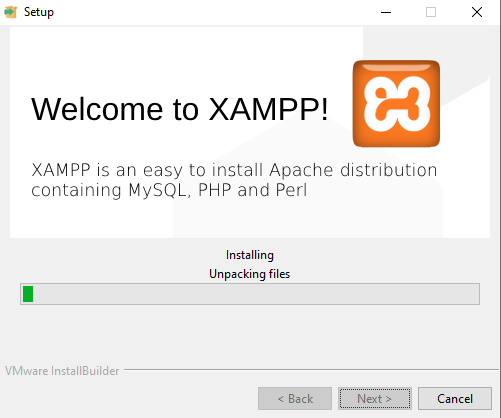 Setup
Welcome to XAMPP!
XAMPP is an easy to install Apache distribution
containing MySQL, PHP and Perl
Installing
Unpacking files
VMware InstallBuilder
< Back
Next >
Cancel